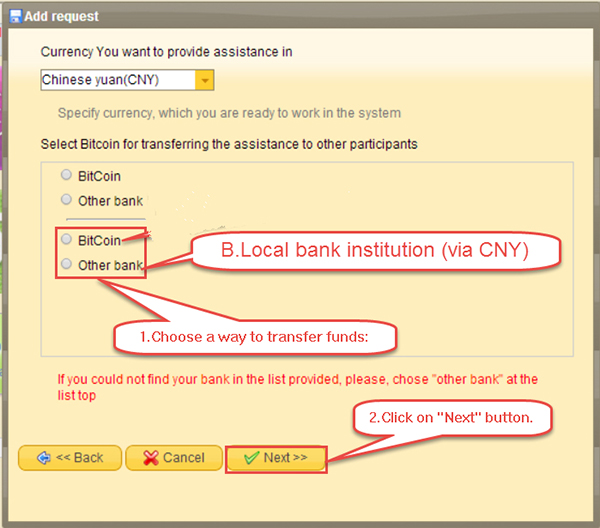 Add request
Currency You want to provide assistance in
Chinese yuan(CNY)
Specify currency, which you are ready to work in the system
Select Bitcoin for transferring the assistance to other participants
BitCoin
Other bank
BitCoin
Other bank
B.Local bank institution (via CNY)
1.Choose a way to transfer funds:
If you could not find your bank in the list provided, please, chose "other bank" at the
list top
2.Click on "Next" button.
<< Back
Cancel
Next >>